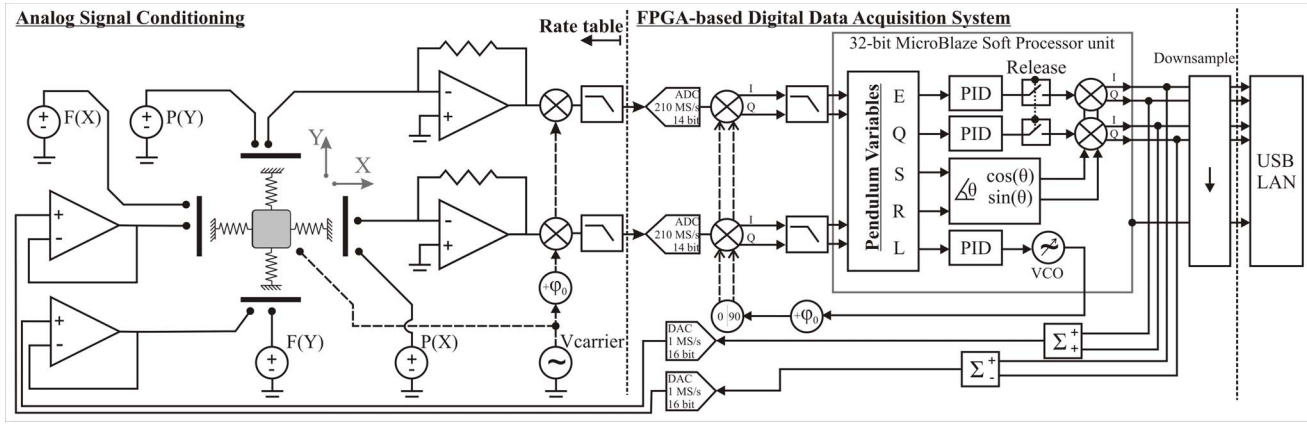 Analog Signal Conditioning
Rate table
FPGA-based Digital Data Acquisition System
32-bit MicroBlaze Soft Processor unit
Downsample
Release
F(X)
P(Y)
Y
X
ADC
210 MS/s
14 bit
I
Q
E
PID
I
Q
Q
PID
I
Q
S
∡θ
cos(θ)
sin(θ)
R
Pendulum Variables
USB
LAN
ADC
210 MS/s
14 bit
I
Q
L
PID
VCO
+φ0
0 90
+φ0
F(Y)
P(X)
Vcarrier
DAC
1 MS/s
16 bit
Σ + +
DAC
1 MS/s
16 bit
Σ + -